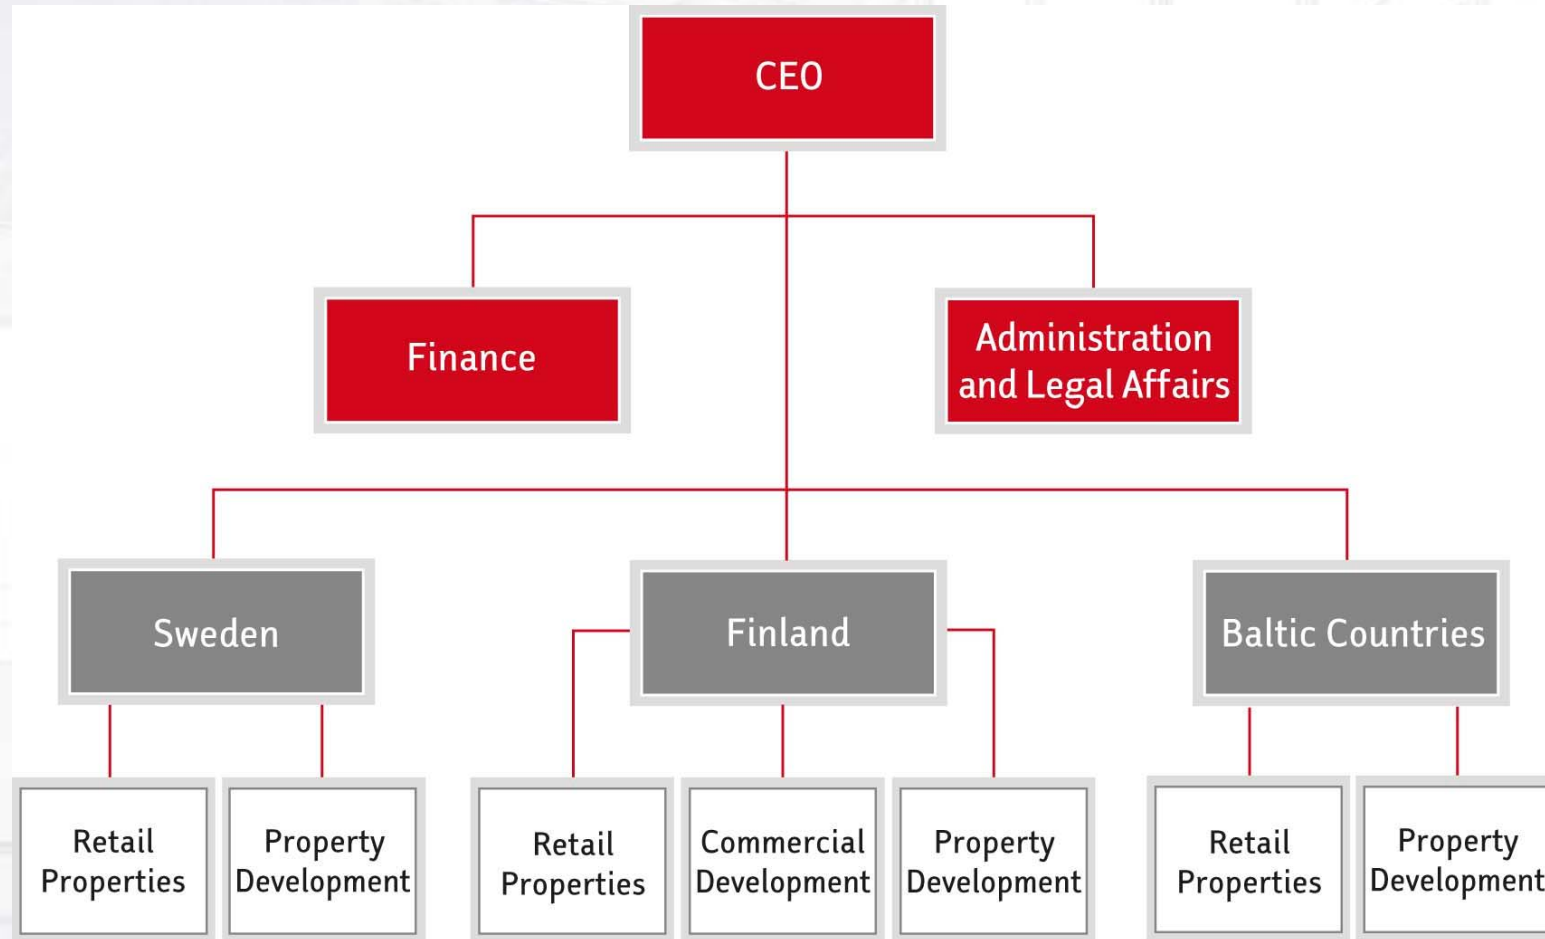 CEO
Finance
Administration
and Legal Affairs
Sweden
Finland
Baltic Countries
Retail
Properties
Property
Development
Retail
Properties
Commercial
Development
Property
Development
Retail
Properties
Property
Development